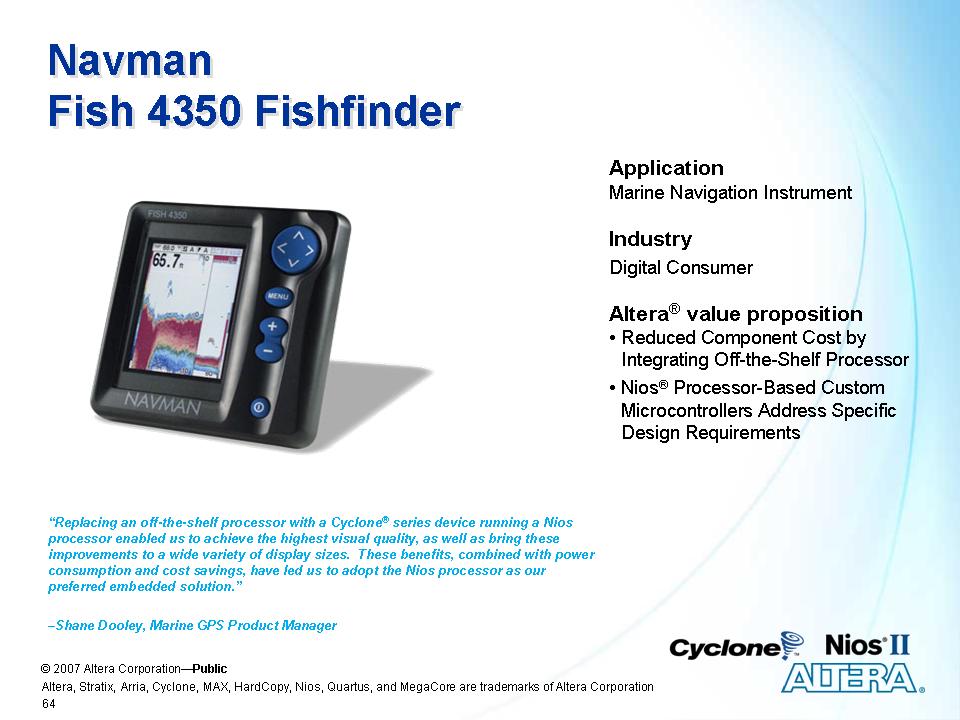 Navman
Fish 4350 Fishfinder
Application
Marine Navigation Instrument
Industry
Digital Consumer
Altera® value proposition
• Reduced Component Cost by
Integrating Off-the-Shelf Processor
• Nios® Processor-Based Custom
Microcontrollers Address Specific
Design Requirements
FISH 4350
65.7 ft
MENU
+
–
NAVMAN
“Replacing an off-the-shelf processor with a Cyclone® series device running a Nios
processor enabled us to achieve the highest visual quality, as well as bring these
improvements to a wide variety of display sizes.  These benefits, combined with power
consumption and cost savings, have led us to adopt the Nios processor as our
preferred embedded solution.”
–Shane Dooley, Marine GPS Product Manager
Cyclone™ Nios® II
ALTERA®
© 2007 Altera Corporation—Public
Altera, Stratix, Arria, Cyclone, MAX, HardCopy, Nios, Quartus, and MegaCore are trademarks of Altera Corporation
64